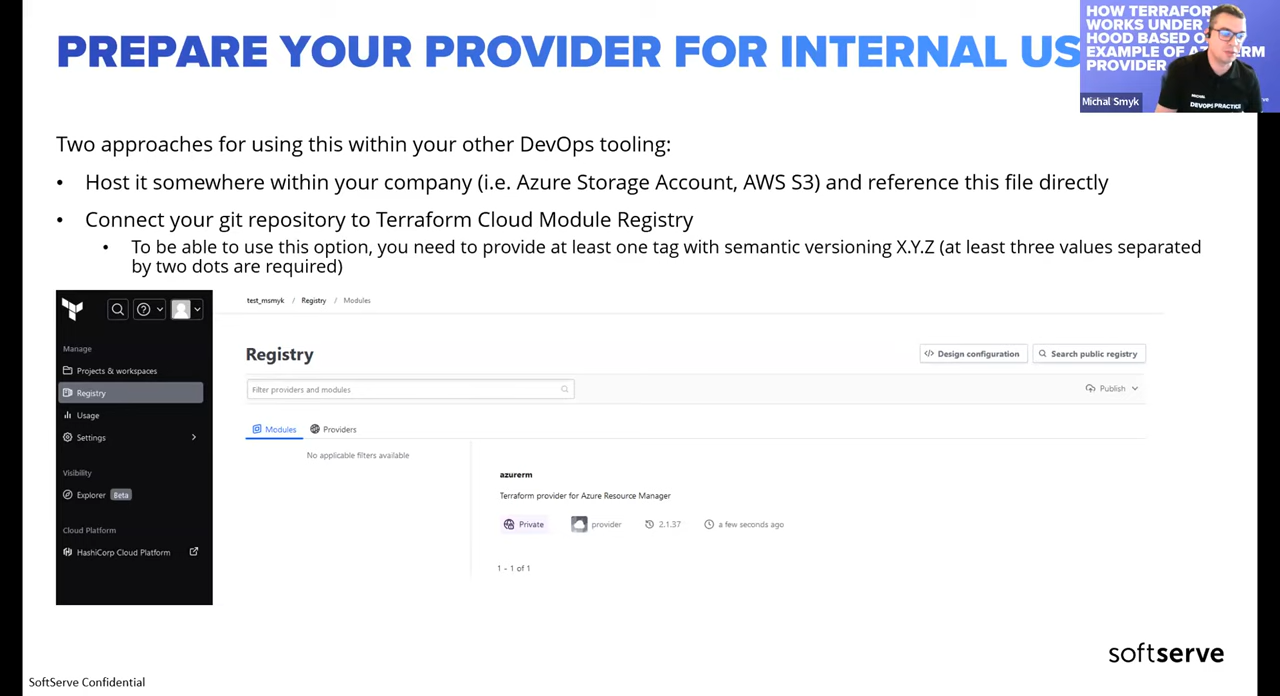 PREPARE YOUR PROVIDER FOR INTERNAL US
HOW TERRAFOR
WORKS UNDER
HOOD BASED O
EXAMPLE OF AZ RM
PROVIDER
Michal Smyk
DEVOPS PRACTICE
Two approaches for using this within your other DevOps tooling:
• Host it somewhere within your company (i.e. Azure Storage Account, AWS S3) and reference this file directly
• Connect your git repository to Terraform Cloud Module Registry
• To be able to use this option, you need to provide at least one tag with semantic versioning X.Y.Z (at least three values separated
by two dots are required)
Manage
Projects & workspaces
Registry
Usage
Settings
Visibility
Explorer Beta
Cloud Platform
HashiCorp Cloud Platform
test_msmyk / Registry / Modules
Registry
Design configuration
Search public registry
Filter providers and modules
Publish
Modules
Providers
No applicable filters available
azurerm
Terraform provider for Azure Resource Manager
Private provider 2.1.37 a few seconds ago
1 - 1 of 1
softserve
SoftServe Confidential